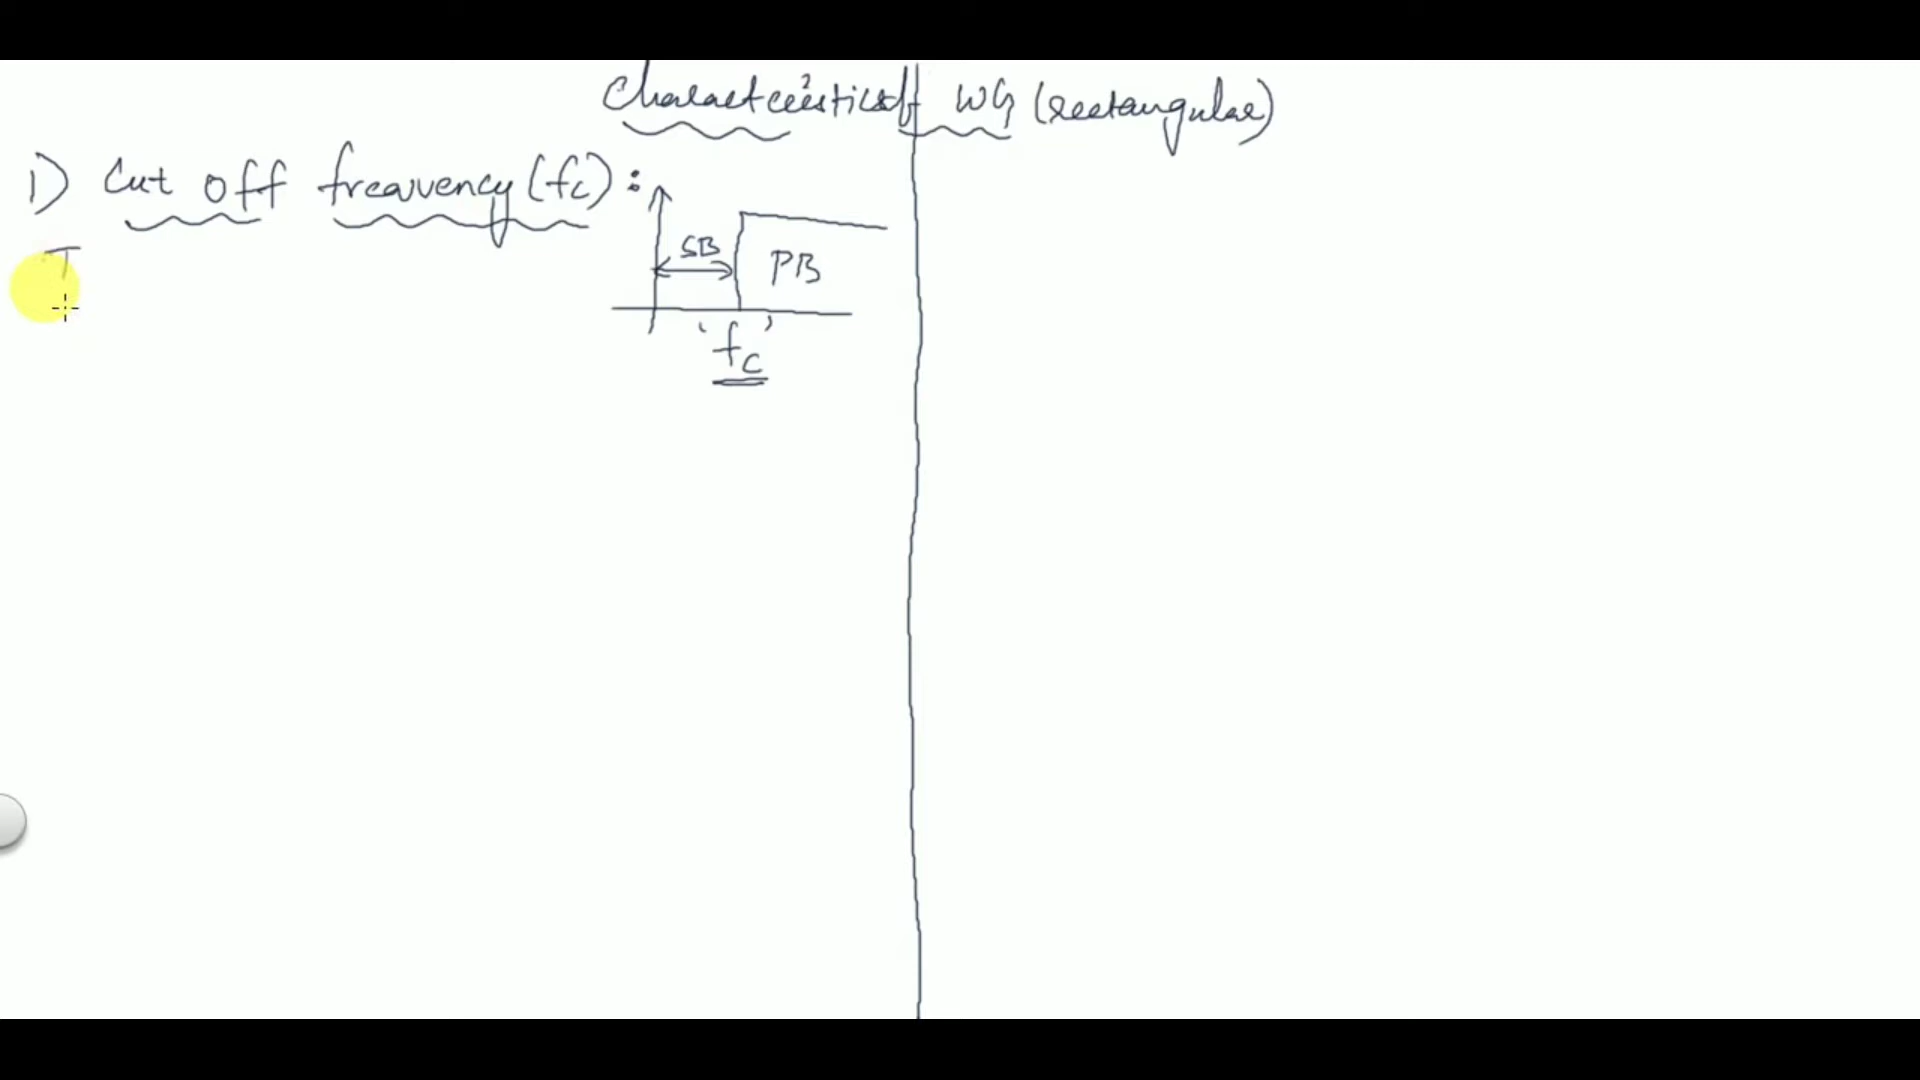 Characteristics of WG (rectangular)
1) Cut off frequency (fc) :
SB
PB
'fc'
T